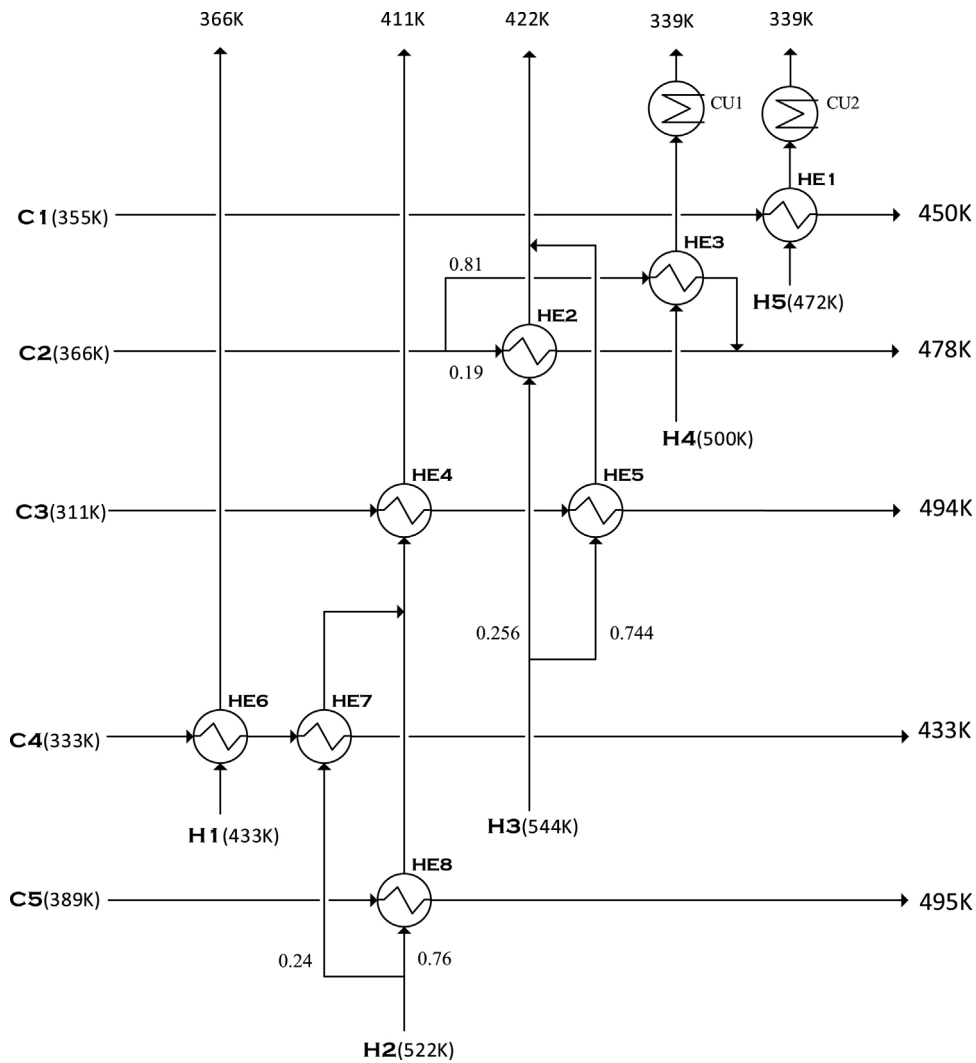 366K
411K
422K
339K
339K
CU1
CU2
HE1
C1(355K)
450K
HE3
0.81
H5(472K)
HE2
C2(366K)
478K
0.19
H4(500K)
HE4
HE5
C3(311K)
494K
0.256
0.744
HE6
HE7
C4(333K)
433K
H1(433K)
H3(544K)
HE8
C5(389K)
495K
0.24
0.76
H2(522K)